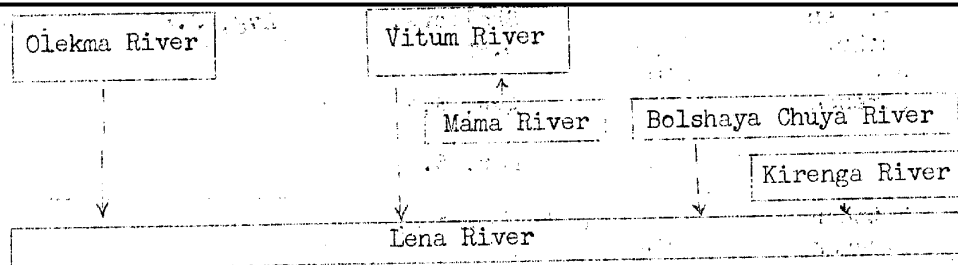 Olekma River
Vitum River
Mama River
Bolshaya Chuya River
Kirenga River
Lena River